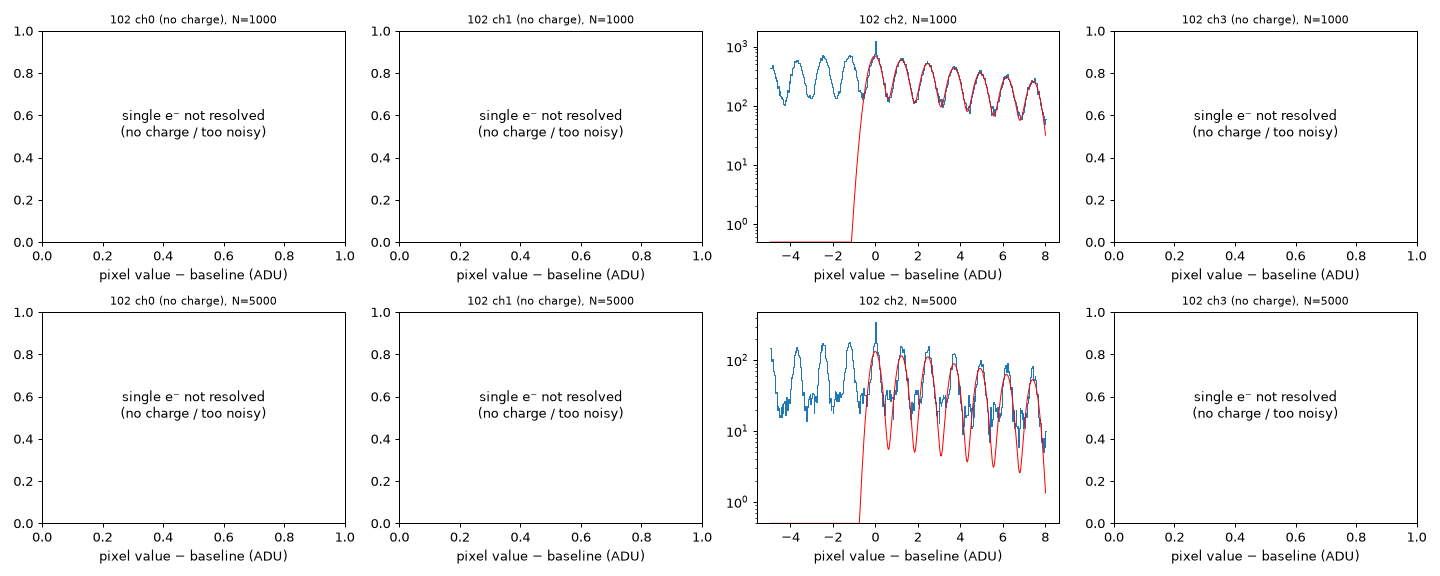 102 ch0 (no charge), N=1000
1.0
0.8
0.6
0.4
0.2
0.0
single e⁻ not resolved
(no charge / too noisy)
0.0 0.2 0.4 0.6 0.8 1.0
pixel value − baseline (ADU)
102 ch1 (no charge), N=1000
1.0
0.8
0.6
0.4
0.2
0.0
single e⁻ not resolved
(no charge / too noisy)
0.0 0.2 0.4 0.6 0.8 1.0
pixel value − baseline (ADU)
102 ch2, N=1000
10³
10²
10¹
10⁰
−4 −2 0 2 4 6 8
pixel value − baseline (ADU)
102 ch3 (no charge), N=1000
1.0
0.8
0.6
0.4
0.2
0.0
single e⁻ not resolved
(no charge / too noisy)
0.0 0.2 0.4 0.6 0.8 1.0
pixel value − baseline (ADU)
102 ch0 (no charge), N=5000
1.0
0.8
0.6
0.4
0.2
0.0
single e⁻ not resolved
(no charge / too noisy)
0.0 0.2 0.4 0.6 0.8 1.0
pixel value − baseline (ADU)
102 ch1 (no charge), N=5000
1.0
0.8
0.6
0.4
0.2
0.0
single e⁻ not resolved
(no charge / too noisy)
0.0 0.2 0.4 0.6 0.8 1.0
pixel value − baseline (ADU)
102 ch2, N=5000
10²
10¹
10⁰
−4 −2 0 2 4 6 8
pixel value − baseline (ADU)
102 ch3 (no charge), N=5000
1.0
0.8
0.6
0.4
0.2
0.0
single e⁻ not resolved
(no charge / too noisy)
0.0 0.2 0.4 0.6 0.8 1.0
pixel value − baseline (ADU)